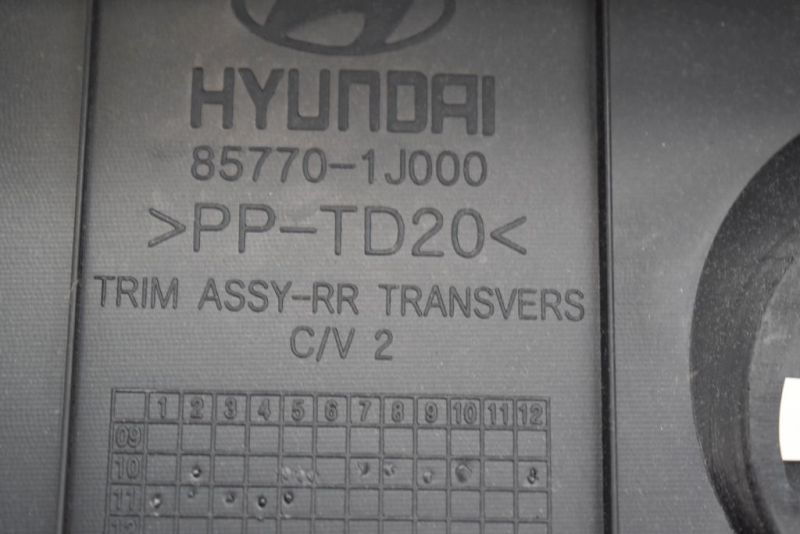 HYUNDAI
85770-1J000
>PP-TD20<
TRIM ASSY-RR TRANSVERS
C/V 2
1 2 3 4 5 6 7 8 9 10 11 12
09
10
11
12